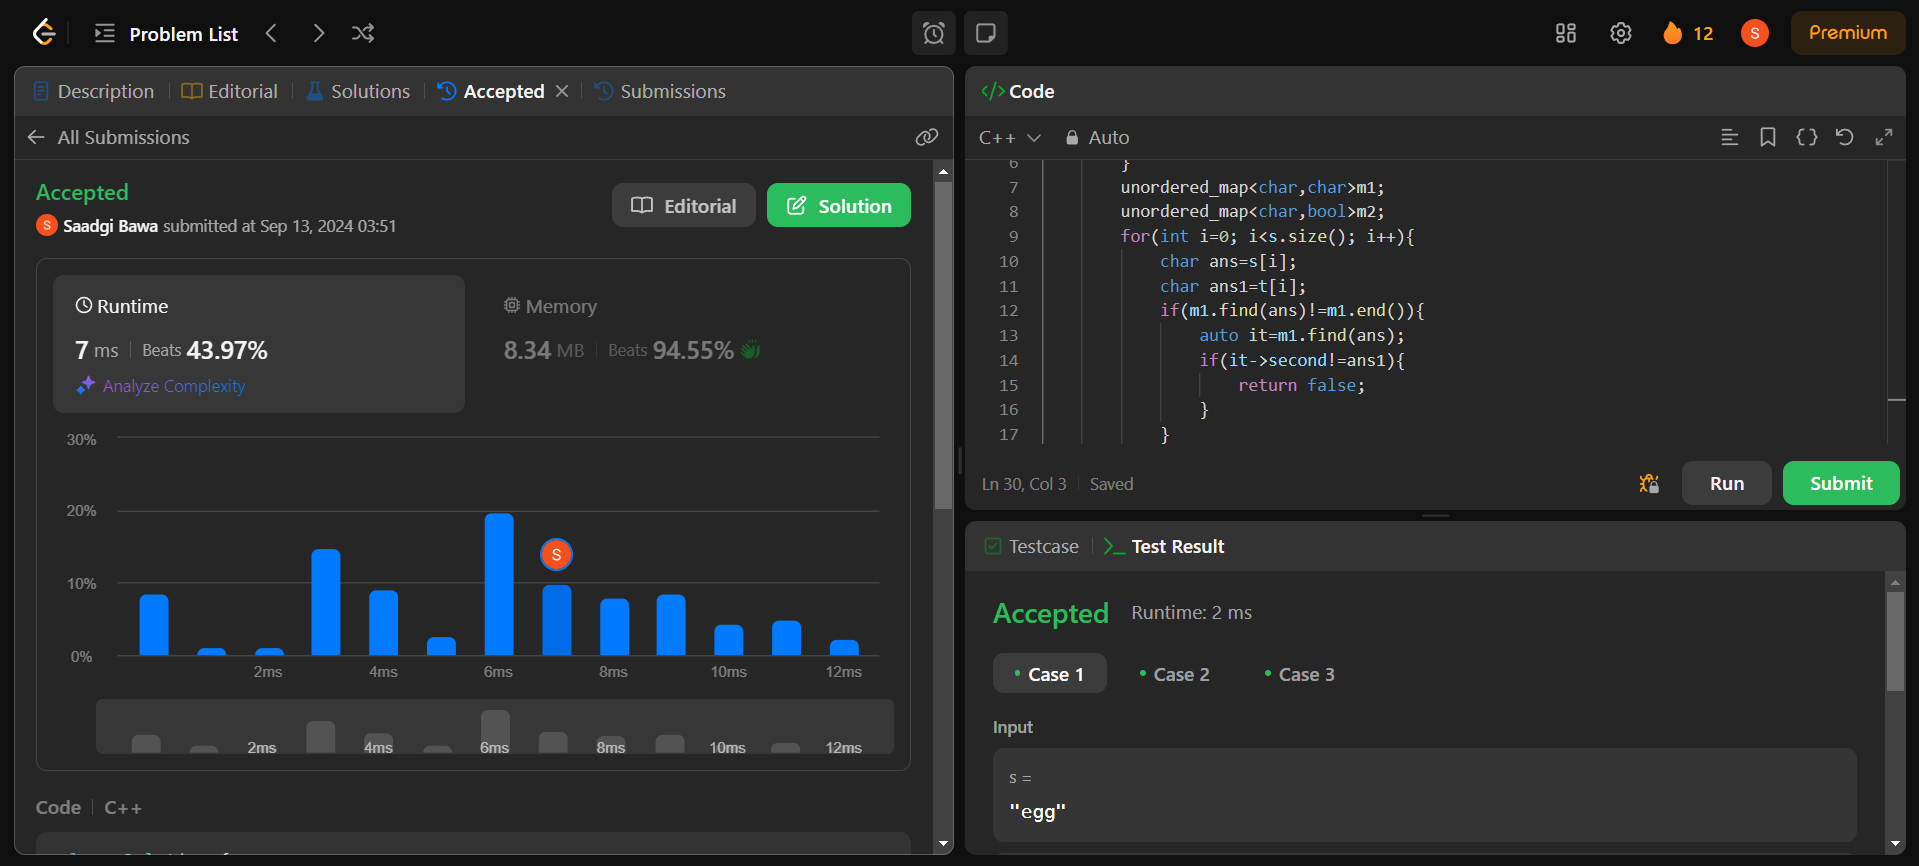 Problem List
12
S
Premium
Description
Editorial
Solutions
Accepted
Submissions
All Submissions
Accepted
Editorial
Solution
S
Saadgi Bawa submitted at Sep 13, 2024 03:51
Runtime
7 ms
Beats 43.97%
Analyze Complexity
Memory
8.34 MB
Beats 94.55%
30%
20%
10%
0%
S
2ms 4ms 6ms 8ms 10ms 12ms
2ms 4ms 6ms 8ms 10ms 12ms
Code
C++
</> Code
C++
Auto
6 }
7 unordered_map<char,char>m1;
8 unordered_map<char,bool>m2;
9 for(int i=0; i<s.size(); i++){
10 char ans=s[i];
11 char ans1=t[i];
12 if(m1.find(ans)!=m1.end()){
13 auto it=m1.find(ans);
14 if(it->second!=ans1){
15 return false;
16 }
17 }
Ln 30, Col 3
Saved
Run
Submit
Testcase
Test Result
Accepted
Runtime: 2 ms
Case 1
Case 2
Case 3
Input
s =
"egg"